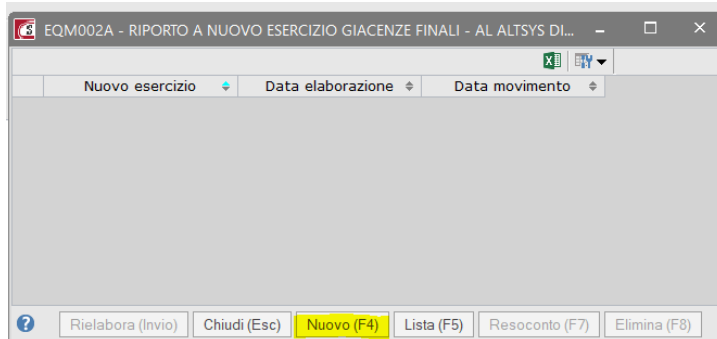 EQM002A - RIPORTO A NUOVO ESERCIZIO GIACENZE FINALI - AL ALTSYS DI...
Nuovo esercizio Data elaborazione Data movimento
Rielabora (Invio) Chiudi (Esc) Nuovo (F4) Lista (F5) Resoconto (F7) Elimina (F8)